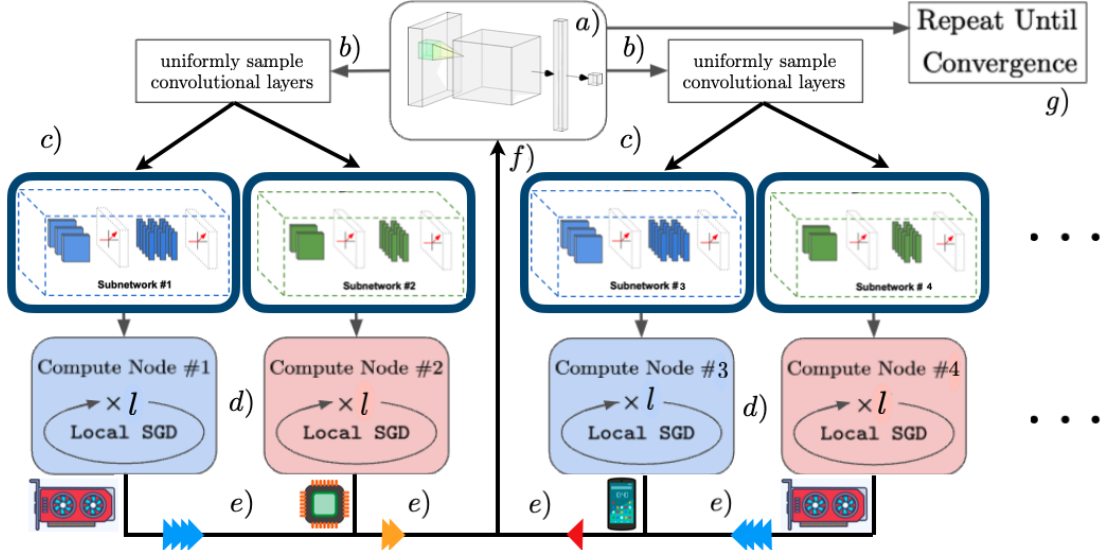 a)
Repeat Until
Convergence
g)
b)
uniformly sample
convolutional layers
b)
uniformly sample
convolutional layers
c)
f)
c)
Subnetwork #1
Subnetwork #2
Subnetwork #3
Subnetwork # 4
. . .
Compute Node #1
× l
Local SGD
d)
Compute Node #2
× l
Local SGD
Compute Node #3
× l
Local SGD
d)
Compute Node #4
× l
Local SGD
. . .
e)
e)
e)
e)